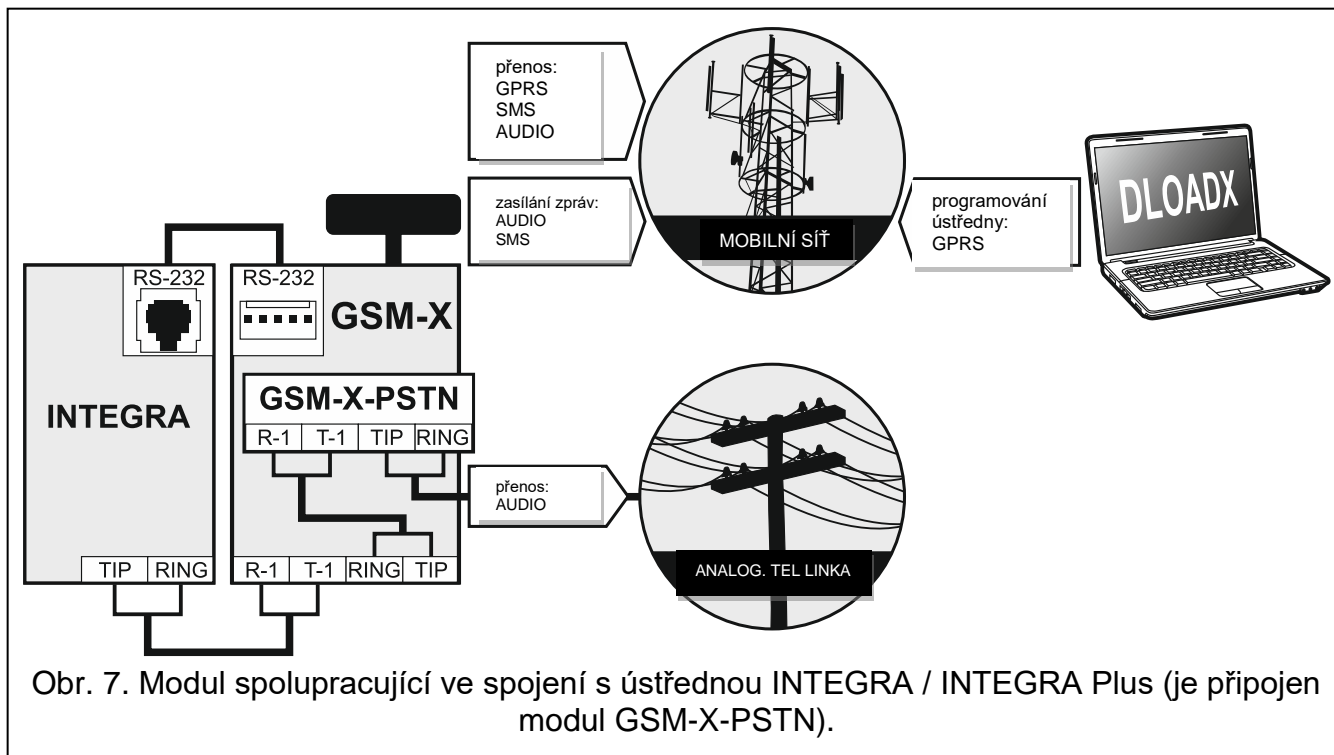 přenos:
GPRS
SMS
AUDIO
zasílání zpráv:
AUDIO
SMS
MOBILNÍ SÍŤ
programování
ústředny:
GPRS
DLOADX
RS-232
RS-232
GSM-X
INTEGRA
GSM-X-PSTN
R-1 T-1 TIP RING
přenos:
AUDIO
TIP RING
R-1 T-1 RING TIP
ANALOG. TEL LINKA
Obr. 7. Modul spolupracující ve spojení s ústřednou INTEGRA / INTEGRA Plus (je připojen
modul GSM-X-PSTN).